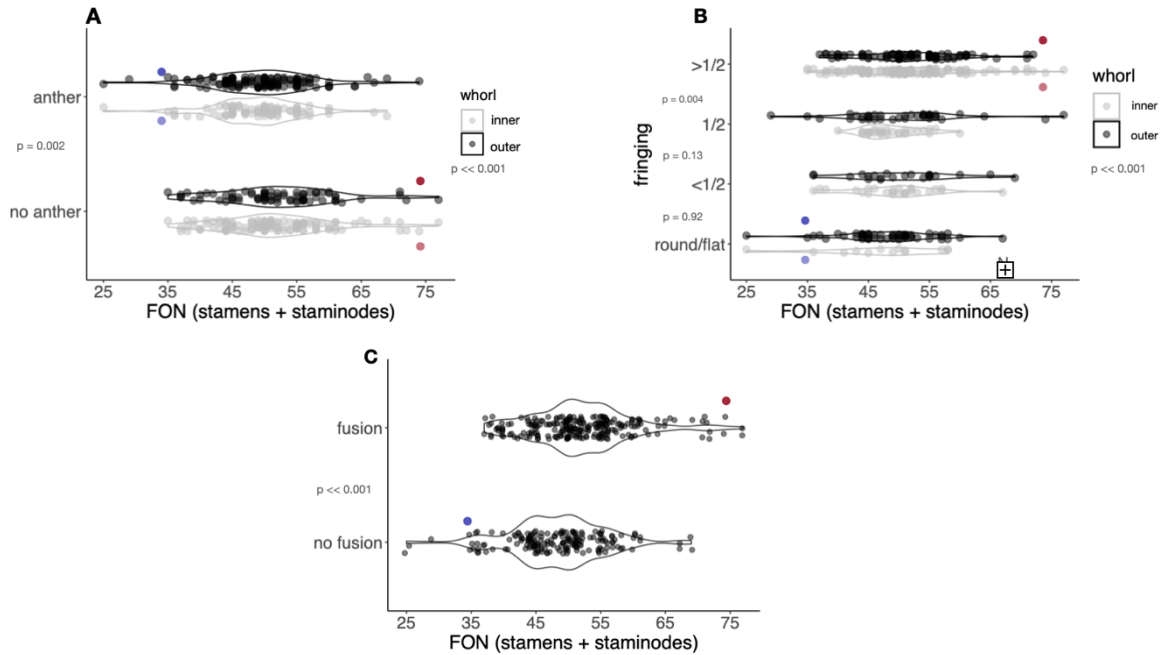 A
anther
no anther
p = 0.002
whorl
inner
outer
p << 0.001
25 35 45 55 65 75
FON (stamens + staminodes)
B
fringing
>1/2
p = 0.004
1/2
p = 0.13
<1/2
p = 0.92
round/flat
whorl
inner
outer
p << 0.001
25 35 45 55 65 75
FON (stamens + staminodes)
C
fusion
p << 0.001
no fusion
25 35 45 55 65 75
FON (stamens + staminodes)